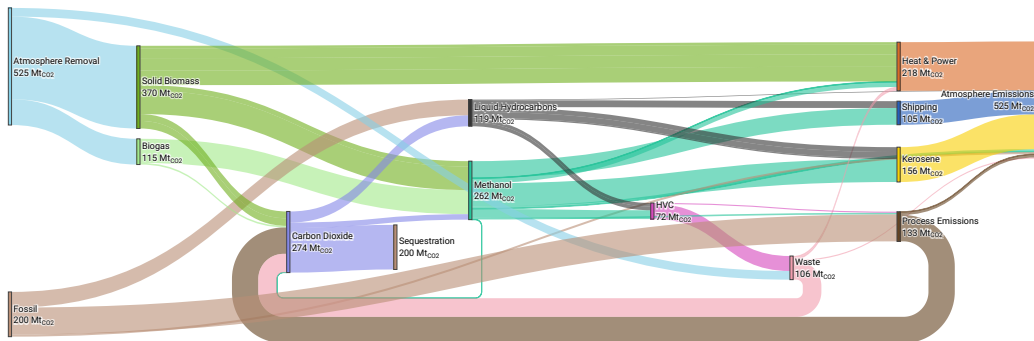 Atmosphere Removal
525 MtCO2
Solid Biomass
370 MtCO2
Biogas
115 MtCO2
Fossil
200 MtCO2
Carbon Dioxide
274 MtCO2
Sequestration
200 MtCO2
Liquid Hydrocarbons
119 MtCO2
Methanol
262 MtCO2
HVC
72 MtCO2
Waste
106 MtCO2
Heat & Power
218 MtCO2
Shipping
105 MtCO2
Kerosene
156 MtCO2
Process Emissions
133 MtCO2
Atmosphere Emissions
525 MtCO2